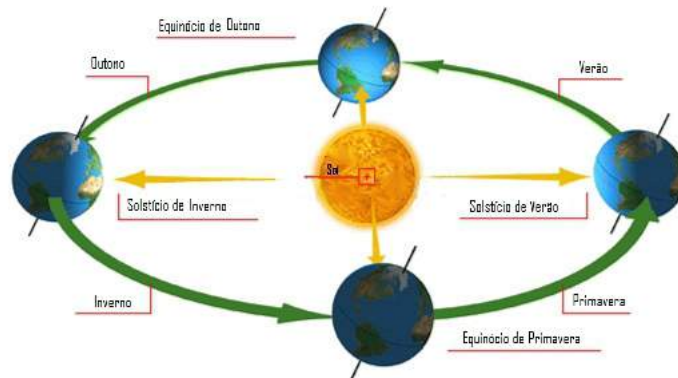 Equinócio de Outono
Outono
Verão
Sol
Solstício de Inverno
Solstício de Verão
Inverno
Primavera
Equinócio de Primavera